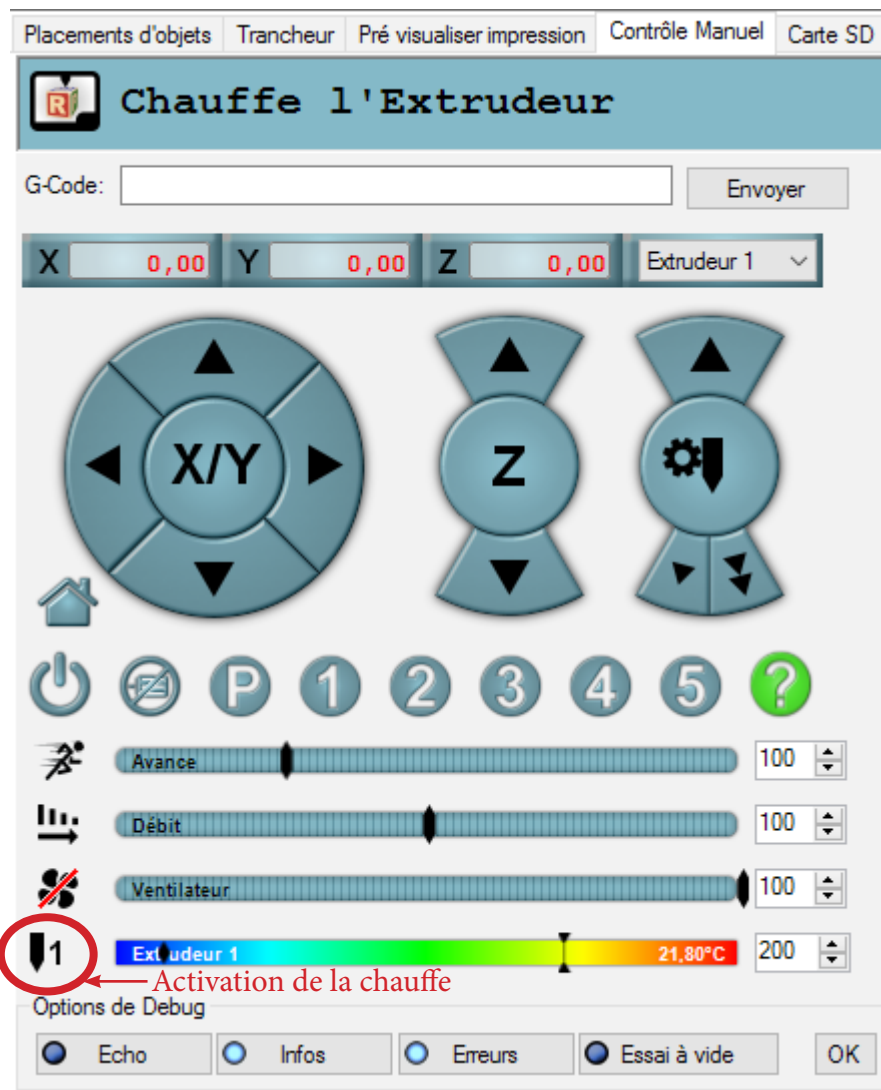 Placements d'objets Trancheur Pré visualiser impression Contrôle Manuel Carte SD
R Chauffe l'Extrudeur
G-Code: Envoyer
X 0,00 Y 0,00 Z 0,00 Extrudeur 1
X/Y Z
P 1 2 3 4 5 ?
Avance 100
Débit 100
Ventilateur 100
1 Extrudeur 1 21,80°C 200
Activation de la chauffe
Options de Debug
Echo Infos Erreurs Essai à vide OK